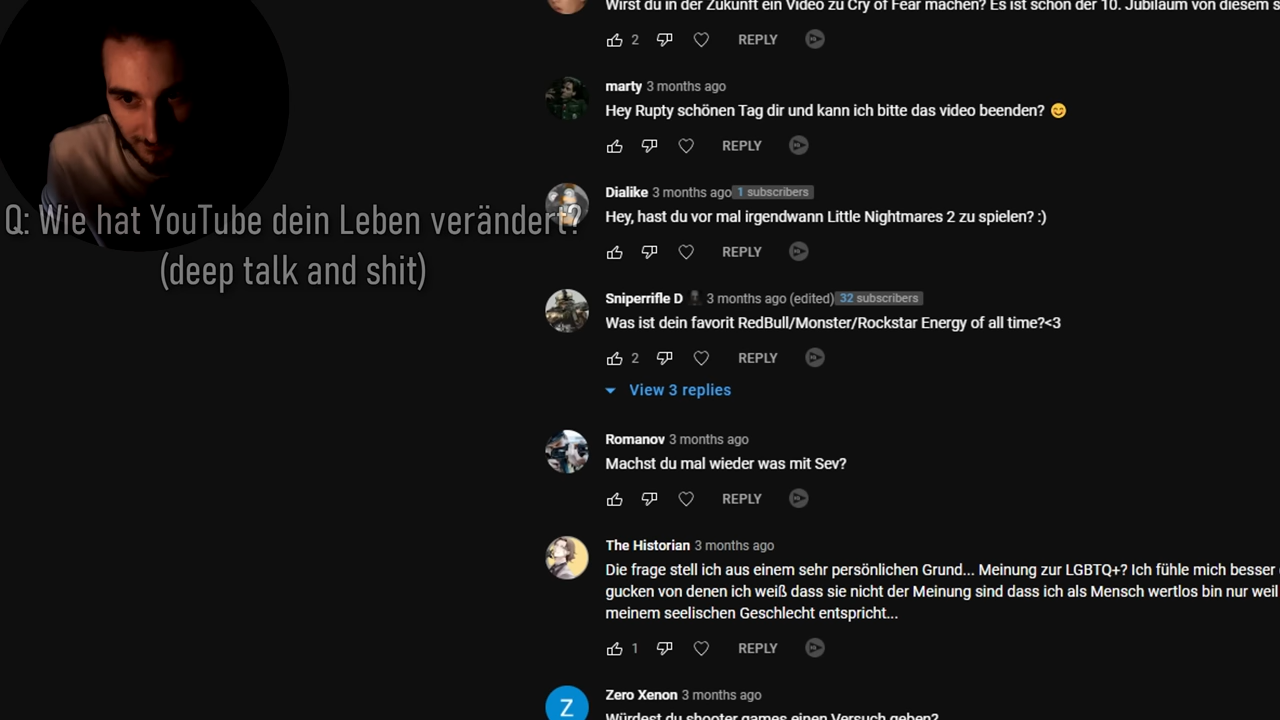 Wirst du in der Zukunft ein Video zu Cry of Fear machen? Es ist schon der 10. Jubiläum von diesem s
2 REPLY
marty 3 months ago
Hey Rupty schönen Tag dir und kann ich bitte das video beenden? 😊
REPLY
Dialike 3 months ago 1 subscribers
Hey, hast du vor mal irgendwann Little Nightmares 2 zu spielen? :)
REPLY
Q: Wie hat YouTube dein Leben verändert?
(deep talk and shit)
Sniperrifle D 3 months ago (edited) 32 subscribers
Was ist dein favorit RedBull/Monster/Rockstar Energy of all time?<3
2 REPLY
View 3 replies
Romanov 3 months ago
Machst du mal wieder was mit Sev?
REPLY
The Historian 3 months ago
Die frage stell ich aus einem sehr persönlichen Grund... Meinung zur LGBTQ+? Ich fühle mich besser
gucken von denen ich weiß dass sie nicht der Meinung sind dass ich als Mensch wertlos bin nur weil
meinem seelischen Geschlecht entspricht...
1 REPLY
Z
Zero Xenon 3 months ago
Würdest du shooter games einen Versuch geben?